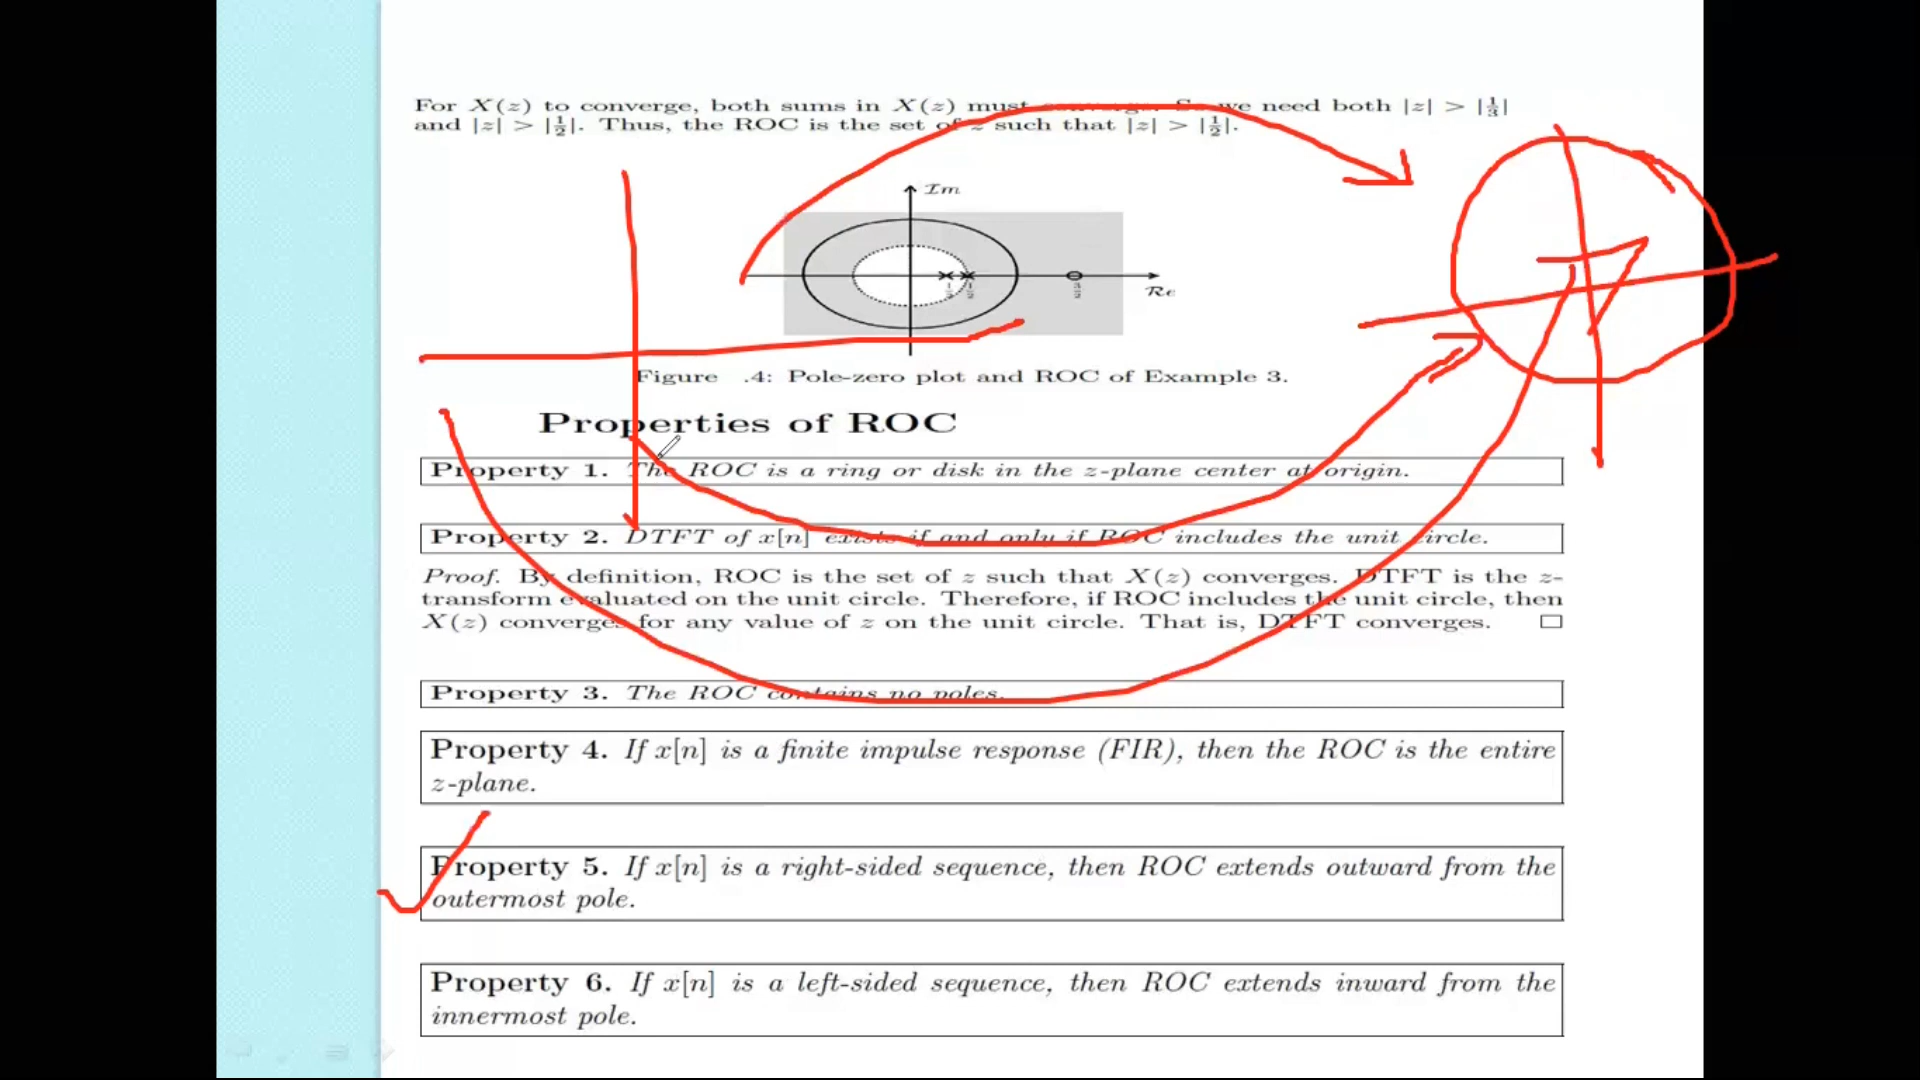 For X(z) to converge, both sums in X(z) must converge. So we need both |z| > |1/3|
and |z| > |1/2|. Thus, the ROC is the set of z such that |z| > |1/2|.
Im
Re
Figure .4: Pole-zero plot and ROC of Example 3.
Properties of ROC
Property 1. The ROC is a ring or disk in the z-plane center at origin.
Property 2. DTFT of x[n] exists if and only if ROC includes the unit circle.
Proof. By definition, ROC is the set of z such that X(z) converges. DTFT is the z-
transform evaluated on the unit circle. Therefore, if ROC includes the unit circle, then
X(z) converges for any value of z on the unit circle. That is, DTFT converges. □
Property 3. The ROC contains no poles.
Property 4. If x[n] is a finite impulse response (FIR), then the ROC is the entire
z-plane.
Property 5. If x[n] is a right-sided sequence, then ROC extends outward from the
outermost pole.
Property 6. If x[n] is a left-sided sequence, then ROC extends inward from the
innermost pole.